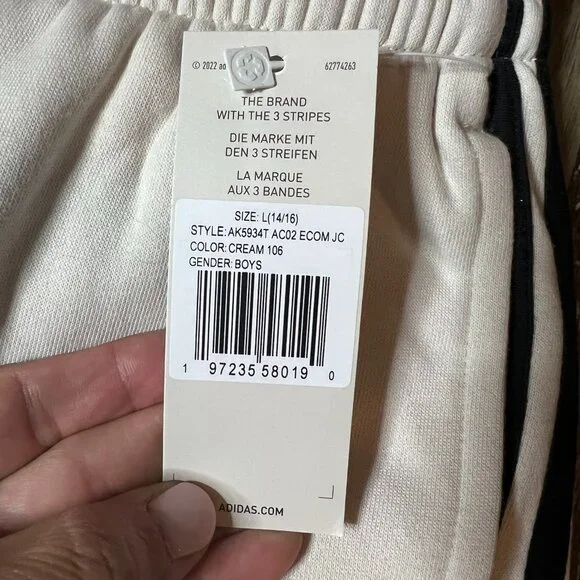 © 2022 ad
62774263
THE BRAND
WITH THE 3 STRIPES
DIE MARKE MIT
DEN 3 STREIFEN
LA MARQUE
AUX 3 BANDES
SIZE: L(14/16)
STYLE: AK5934T AC02 ECOM JC
COLOR: CREAM 106
GENDER: BOYS
1 97235 58019 0
ADIDAS.COM